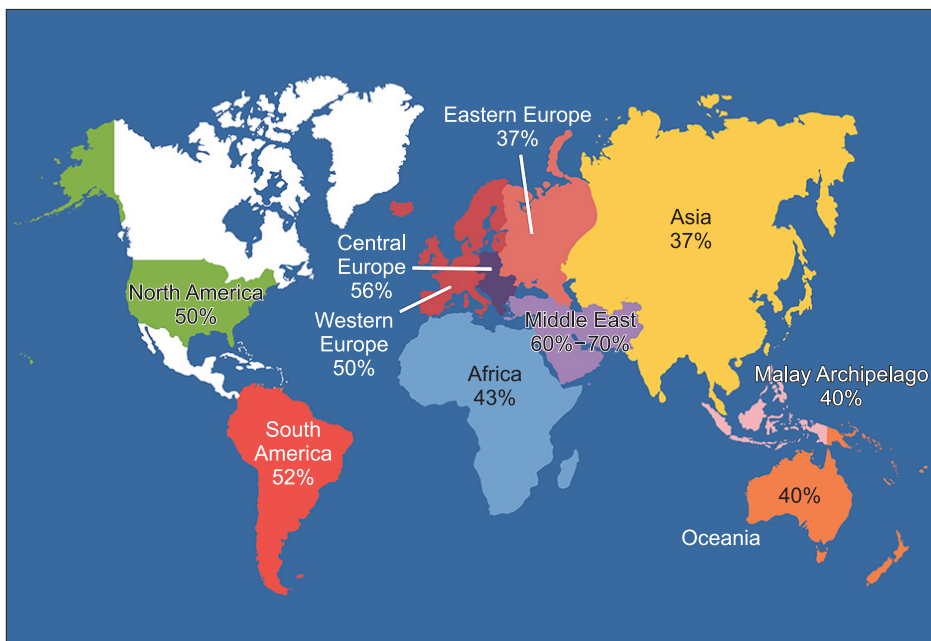 Eastern Europe
37%
Asia
37%
Central
Europe
56%
North America
50%
Western
Europe
50%
Middle East
60%–70%
Africa
43%
Malay Archipelago
40%
South
America
52%
40%
Oceania